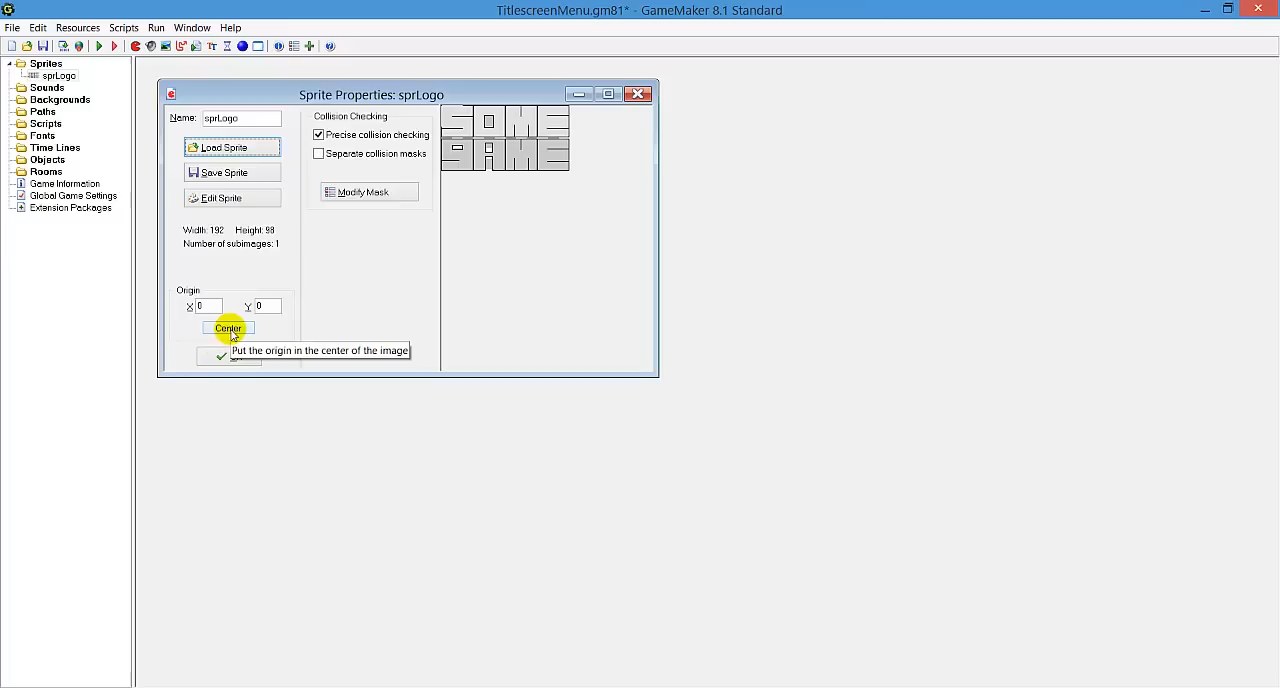 TitlescreenMenu.gm81* - GameMaker 8.1 Standard
File Edit Resources Scripts Run Window Help
Sprites
sprLogo
Sounds
Backgrounds
Paths
Scripts
Fonts
Time Lines
Objects
Rooms
Game Information
Global Game Settings
Extension Packages
Sprite Properties: sprLogo
Name: sprLogo
Load Sprite
Save Sprite
Edit Sprite
Width: 192 Height: 98
Number of subimages: 1
Origin
X 0 Y 0
Center
Put the origin in the center of the image
Collision Checking
Precise collision checking
Separate collision masks
Modify Mask
SOME
GAME